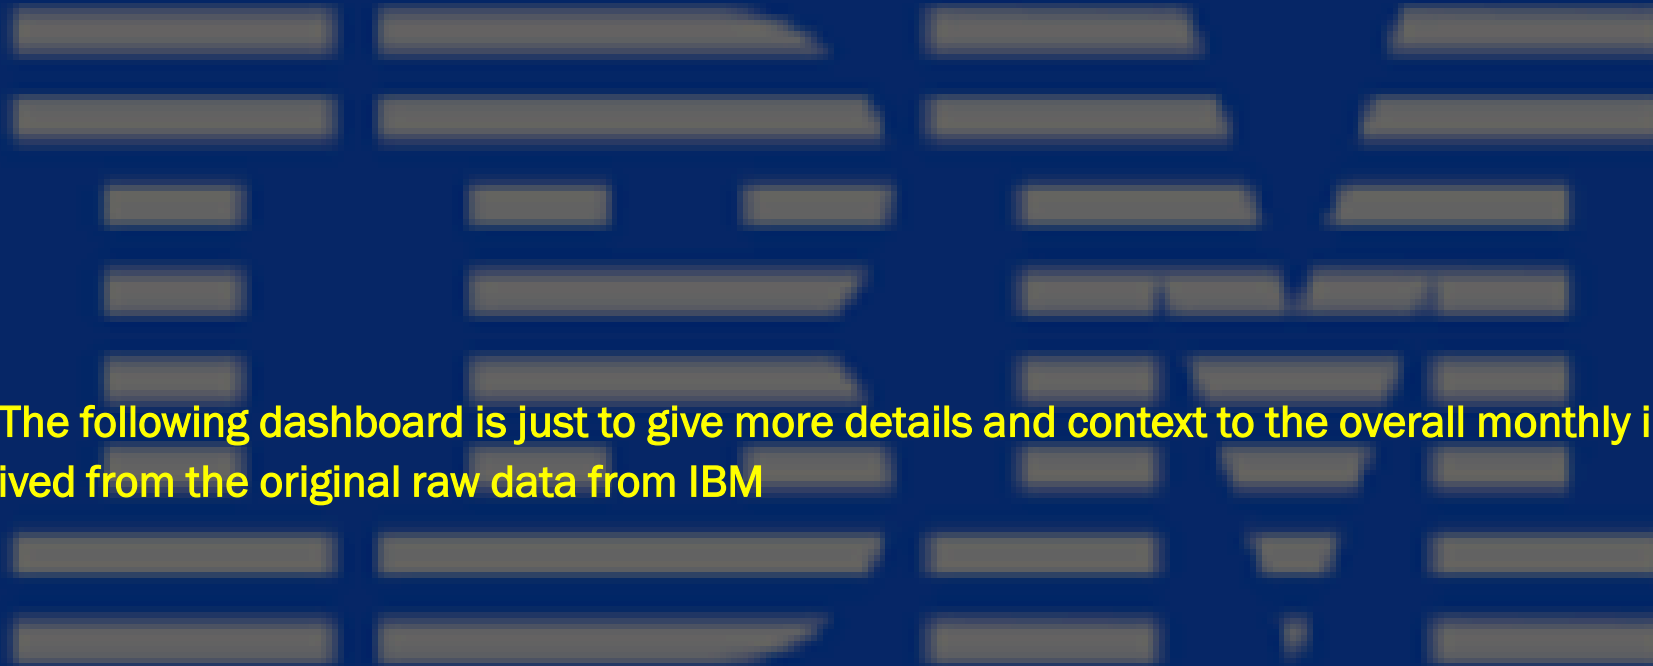 IBM
The following dashboard is just to give more details and context to the overall monthly i
ived from the original raw data from IBM